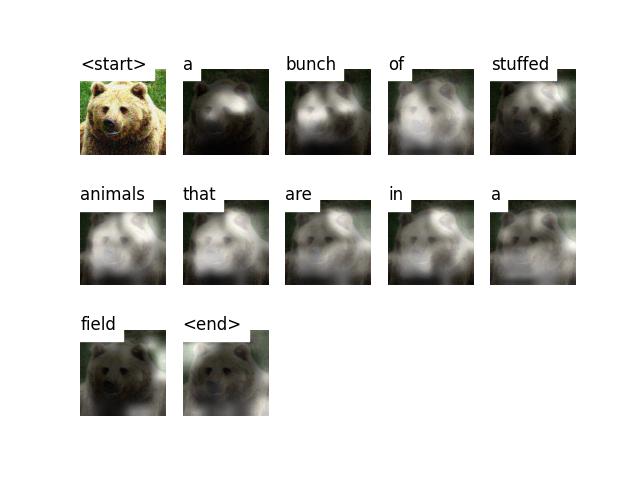 <start> a bunch of stuffed
animals that are in a
field <end>